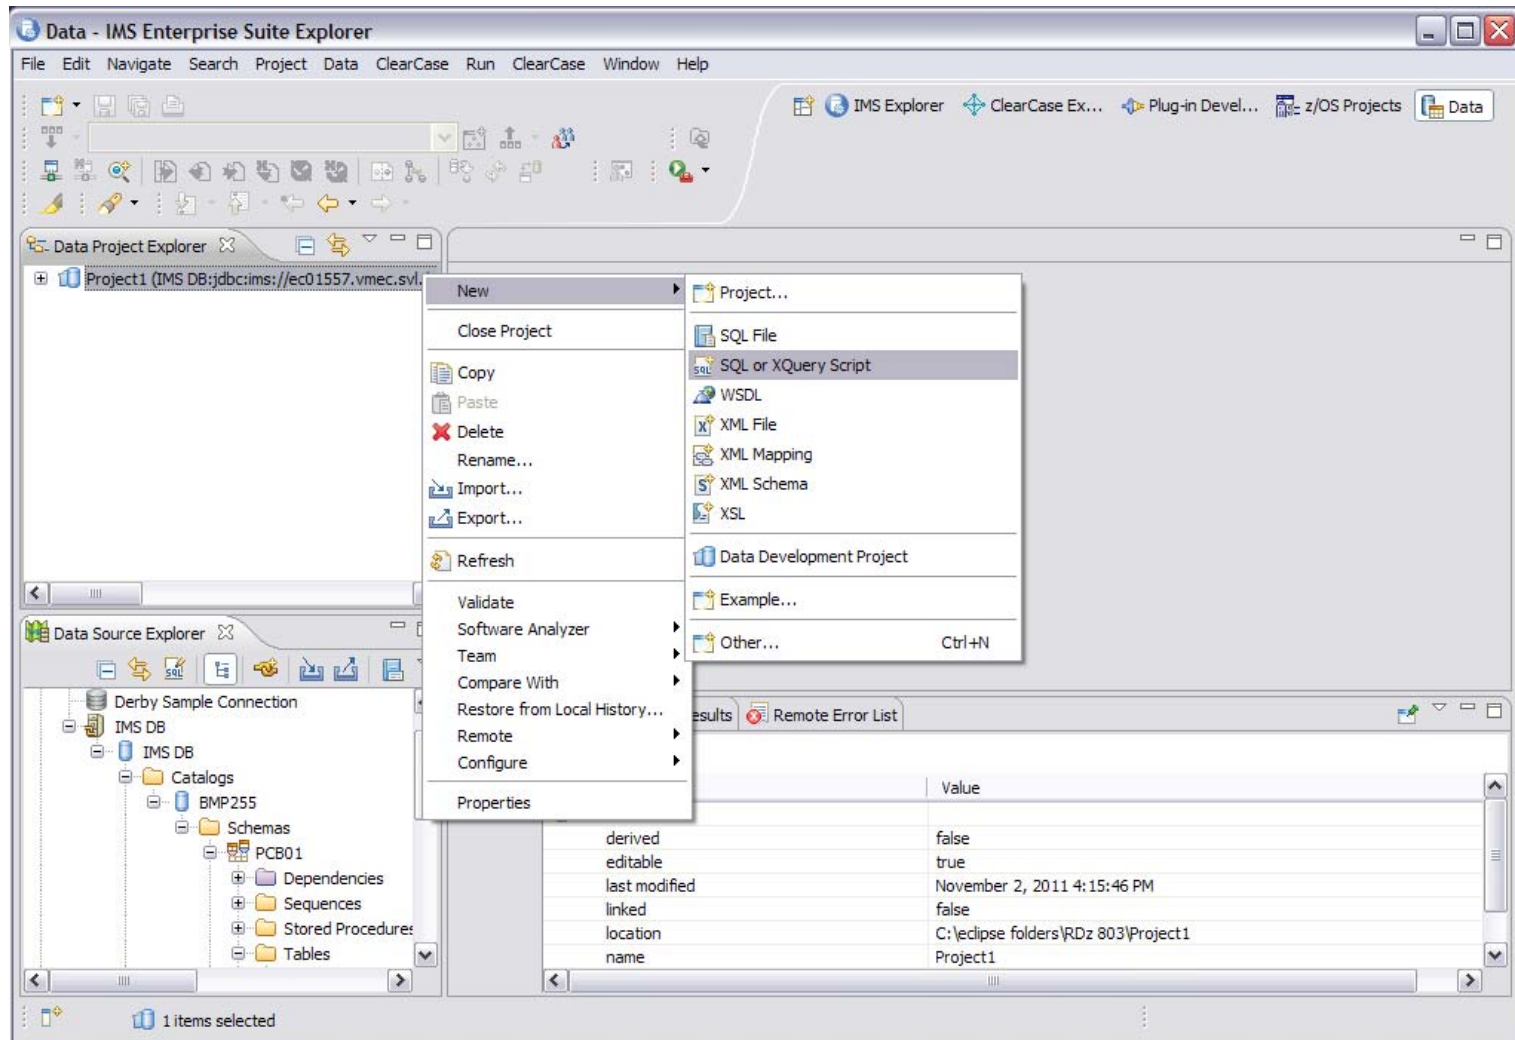 Data - IMS Enterprise Suite Explorer
File Edit Navigate Search Project Data ClearCase Run ClearCase Window Help
IMS Explorer ClearCase Ex... Plug-in Devel... z/OS Projects Data
Data Project Explorer
Project1 (IMS DB:jdbc:ims://ec01557.vmec.svl.
New
Close Project
Copy
Paste
Delete
Rename...
Import...
Export...
Refresh
Validate
Software Analyzer
Team
Compare With
Restore from Local History...
Remote
Configure
Properties
Project...
SQL File
SQL or XQuery Script
WSDL
XML File
XML Mapping
XML Schema
XSL
Data Development Project
Example...
Other... Ctrl+N
Data Source Explorer
Derby Sample Connection
IMS DB
IMS DB
Catalogs
BMP255
Schemas
PCB01
Dependencies
Sequences
Stored Procedures
Tables
esults Remote Error List
Value
derived false
editable true
last modified November 2, 2011 4:15:46 PM
linked false
location C:\eclipse folders\RDz 803\Project1
name Project1
1 items selected